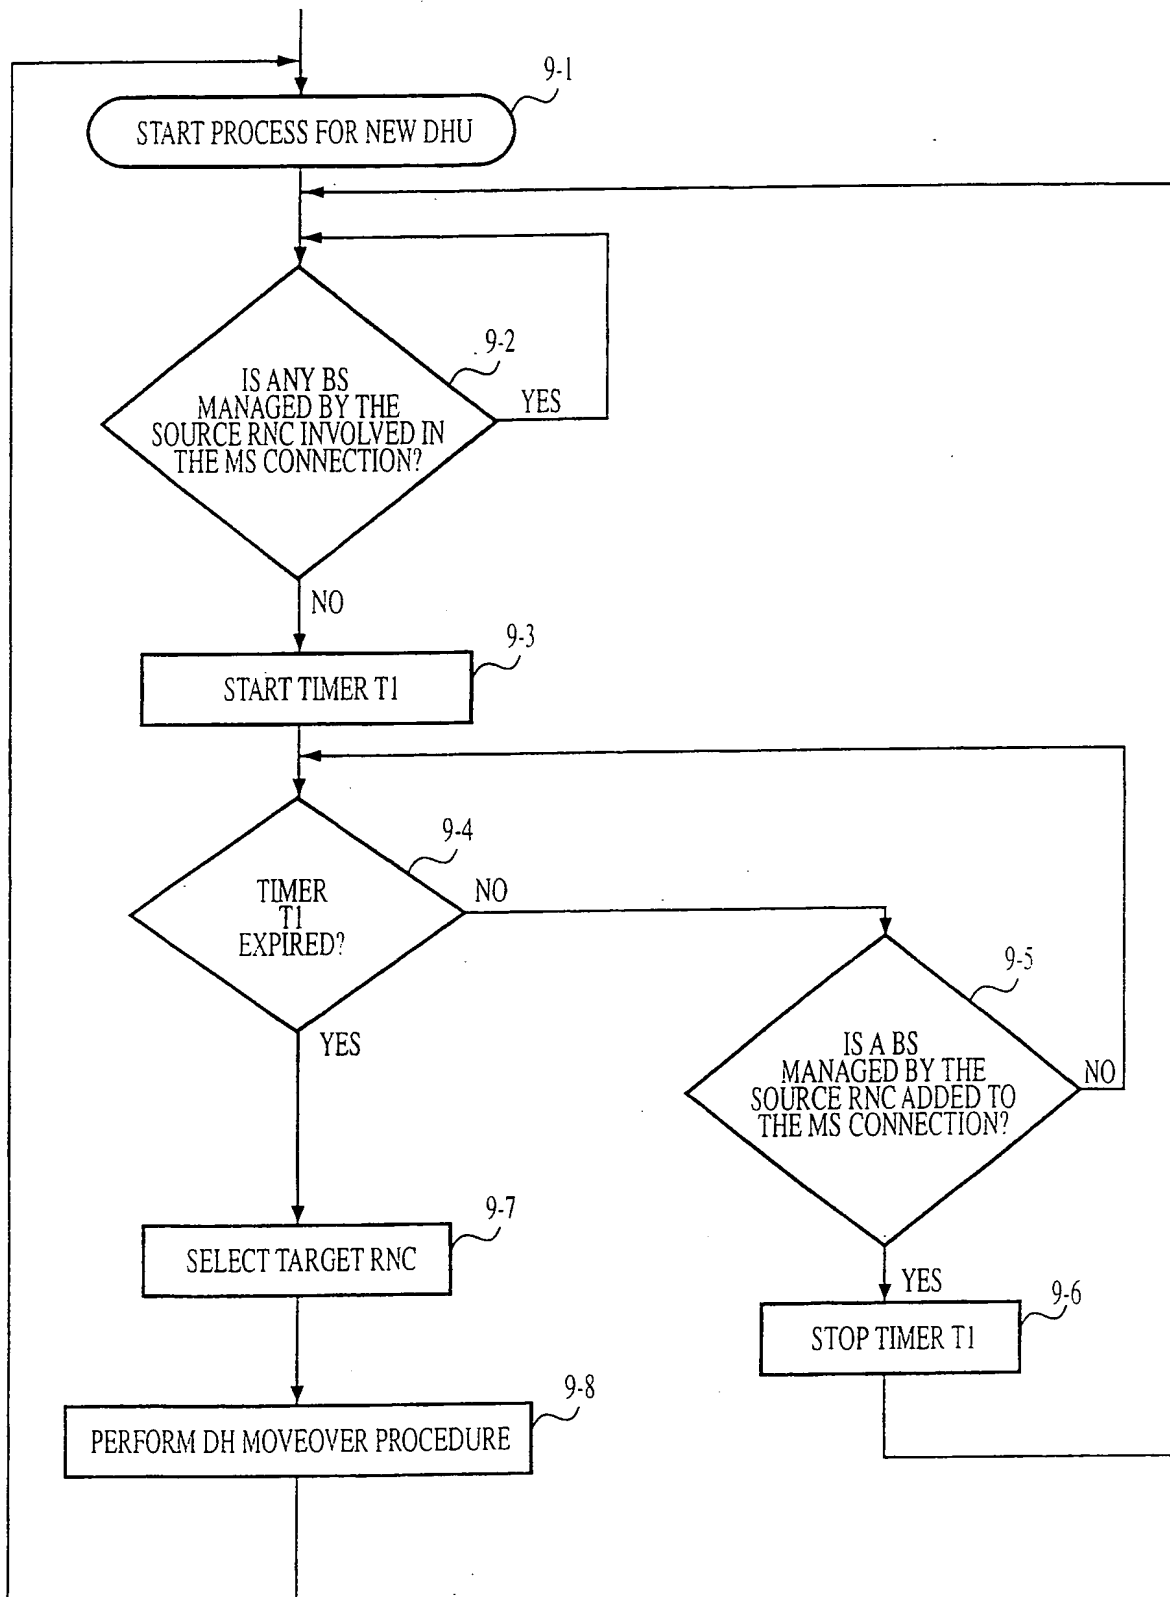 9-1
START PROCESS FOR NEW DHU
9-2
IS ANY BS
MANAGED BY THE
SOURCE RNC INVOLVED IN
THE MS CONNECTION?
YES
NO
9-3
START TIMER T1
9-4
TIMER
T1
EXPIRED?
NO
YES
9-5
IS A BS
MANAGED BY THE
SOURCE RNC ADDED TO
THE MS CONNECTION?
NO
YES
9-6
STOP TIMER T1
9-7
SELECT TARGET RNC
9-8
PERFORM DH MOVEOVER PROCEDURE